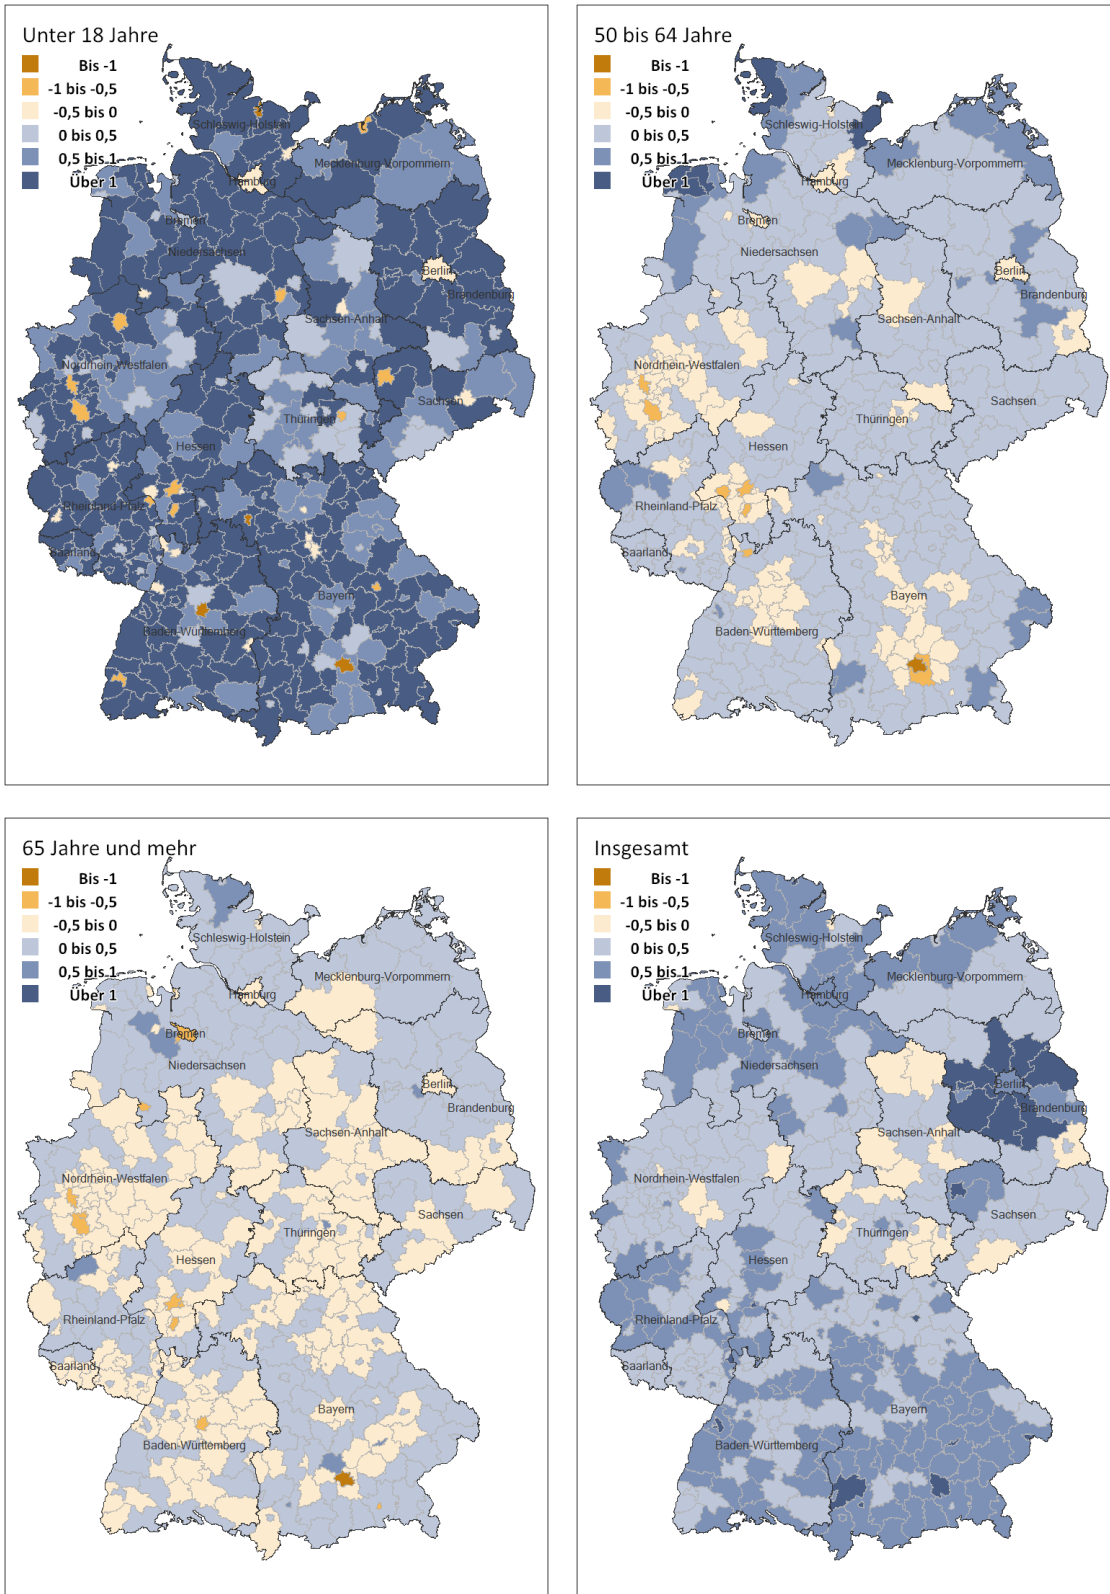 Unter 18 Jahre
Bis -1
-1 bis -0,5
-0,5 bis 0
0 bis 0,5
0,5 bis 1
Über 1
Schleswig-Holstein
Mecklenburg-Vorpommern
Hamburg
Bremen
Niedersachsen
Berlin
Brandenburg
Sachsen-Anhalt
Nordrhein-Westfalen
Sachsen
Thüringen
Hessen
Rheinland-Pfalz
Saarland
Bayern
Baden-Württemberg
50 bis 64 Jahre
Bis -1
-1 bis -0,5
-0,5 bis 0
0 bis 0,5
0,5 bis 1
Über 1
Schleswig-Holstein
Mecklenburg-Vorpommern
Hamburg
Bremen
Niedersachsen
Berlin
Brandenburg
Sachsen-Anhalt
Nordrhein-Westfalen
Sachsen
Thüringen
Hessen
Rheinland-Pfalz
Saarland
Bayern
Baden-Württemberg
65 Jahre und mehr
Bis -1
-1 bis -0,5
-0,5 bis 0
0 bis 0,5
0,5 bis 1
Über 1
Schleswig-Holstein
Mecklenburg-Vorpommern
Hamburg
Bremen
Niedersachsen
Berlin
Brandenburg
Sachsen-Anhalt
Nordrhein-Westfalen
Sachsen
Thüringen
Hessen
Rheinland-Pfalz
Saarland
Bayern
Baden-Württemberg
Insgesamt
Bis -1
-1 bis -0,5
-0,5 bis 0
0 bis 0,5
0,5 bis 1
Über 1
Schleswig-Holstein
Mecklenburg-Vorpommern
Hamburg
Bremen
Niedersachsen
Berlin
Brandenburg
Sachsen-Anhalt
Nordrhein-Westfalen
Sachsen
Thüringen
Hessen
Rheinland-Pfalz
Saarland
Bayern
Baden-Württemberg